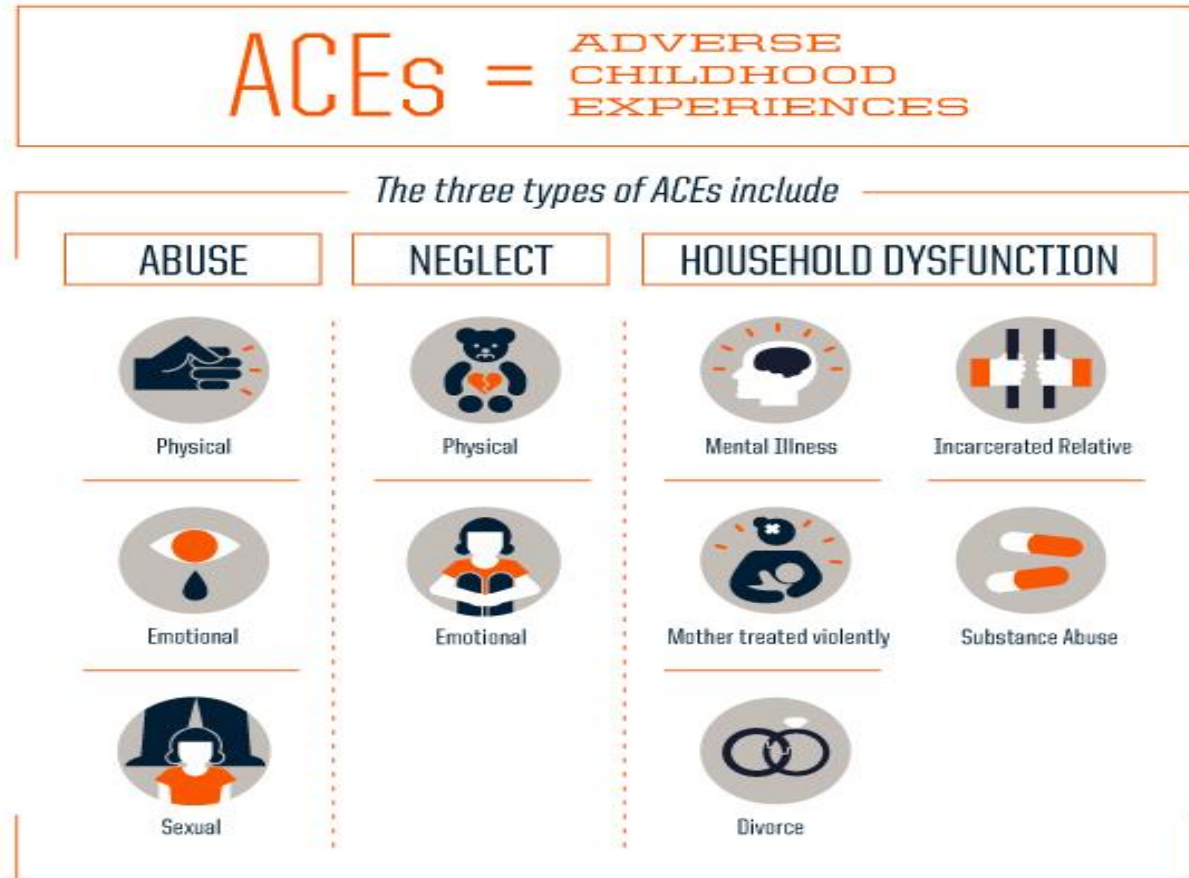 ACEs = ADVERSE
CHILDHOOD
EXPERIENCES
The three types of ACEs include
ABUSE
Physical
Emotional
Sexual
NEGLECT
Physical
Emotional
HOUSEHOLD DYSFUNCTION
Mental Illness
Incarcerated Relative
Mother treated violently
Substance Abuse
Divorce